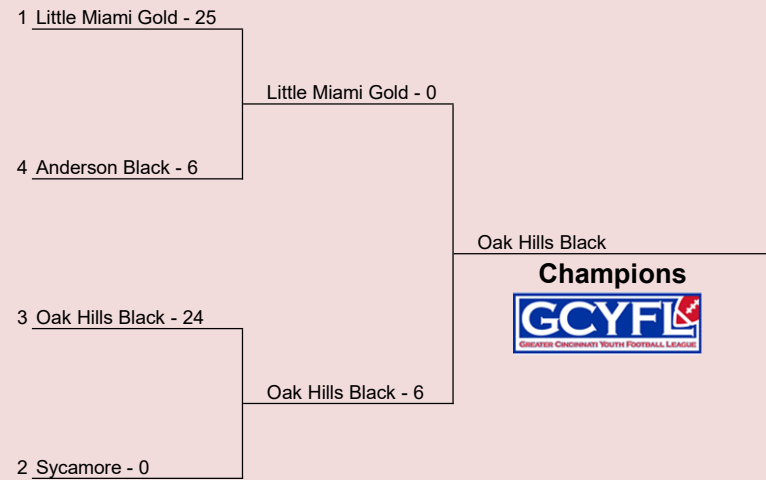 1 Little Miami Gold - 25
Little Miami Gold - 0
4 Anderson Black - 6
Oak Hills Black
Champions
GCYFL
GREATER CINCINNATI YOUTH FOOTBALL LEAGUE
3 Oak Hills Black - 24
Oak Hills Black - 6
2 Sycamore - 0